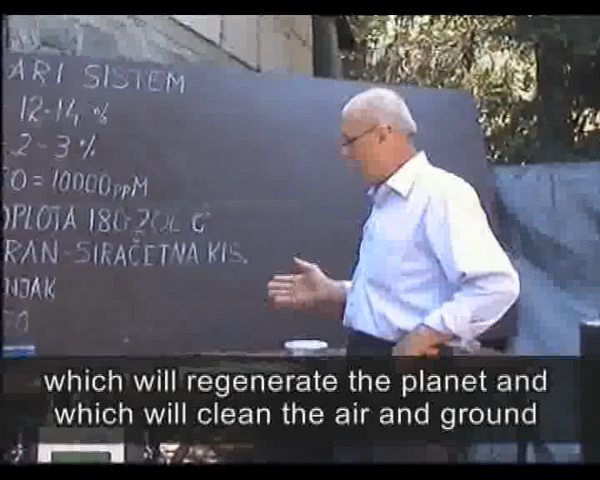 ARI SISTEM
12-14 %
2-3 %
O = 10000 ppM
OPLOTA 180-200 C°
RAN-SIRAČETNA KIS.
NJAK
which will regenerate the planet and
which will clean the air and ground